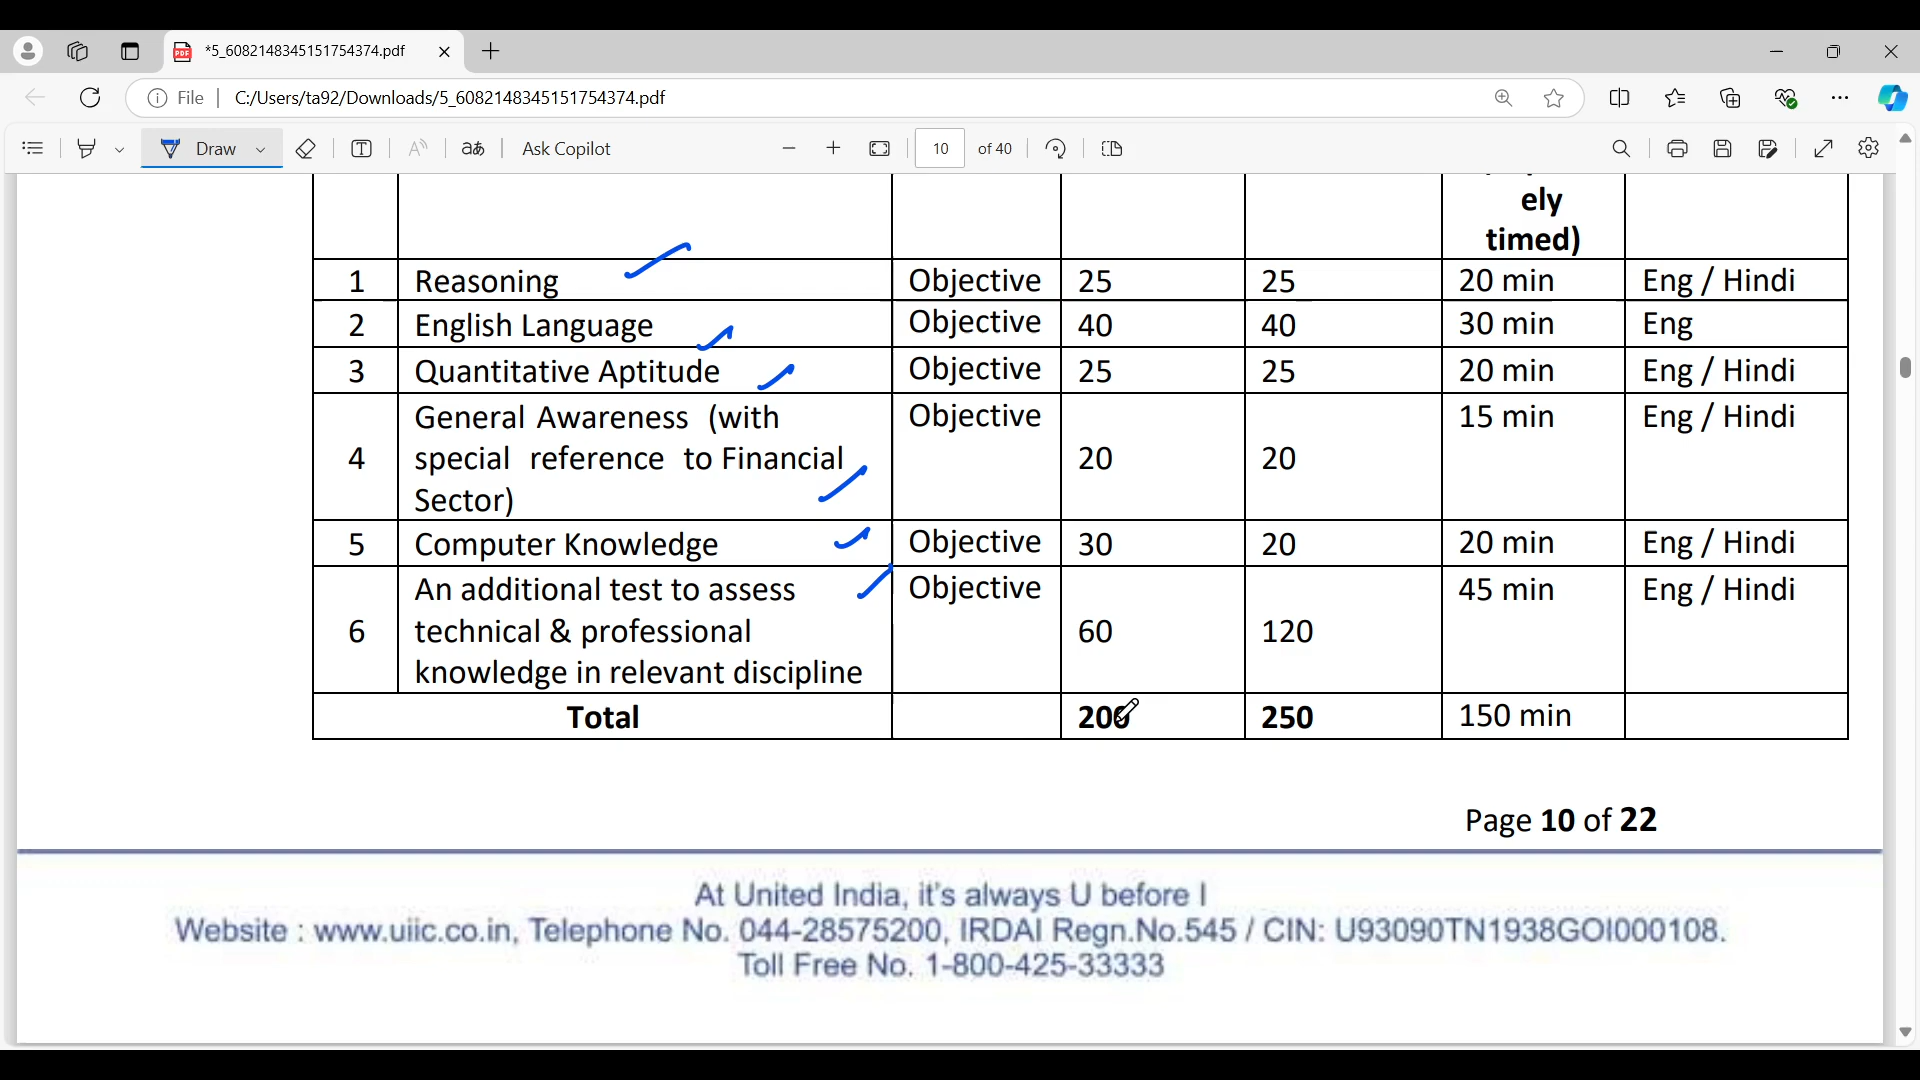 *5_6082148345151754374.pdf
File C:/Users/ta92/Downloads/5_6082148345151754374.pdf
Draw Ask Copilot 10 of 40
ely
timed)
1 Reasoning Objective 25 25 20 min Eng / Hindi
2 English Language Objective 40 40 30 min Eng
3 Quantitative Aptitude Objective 25 25 20 min Eng / Hindi
General Awareness (with Objective 15 min Eng / Hindi
4 special reference to Financial 20 20
Sector)
5 Computer Knowledge Objective 30 20 20 min Eng / Hindi
An additional test to assess Objective 45 min Eng / Hindi
6 technical & professional 60 120
knowledge in relevant discipline
Total 200 250 150 min
Page 10 of 22
At United India, it's always U before I
Website : www.uiic.co.in, Telephone No. 044-28575200, IRDAI Regn.No.545 / CIN: U93090TN1938GOI000108.
Toll Free No. 1-800-425-33333